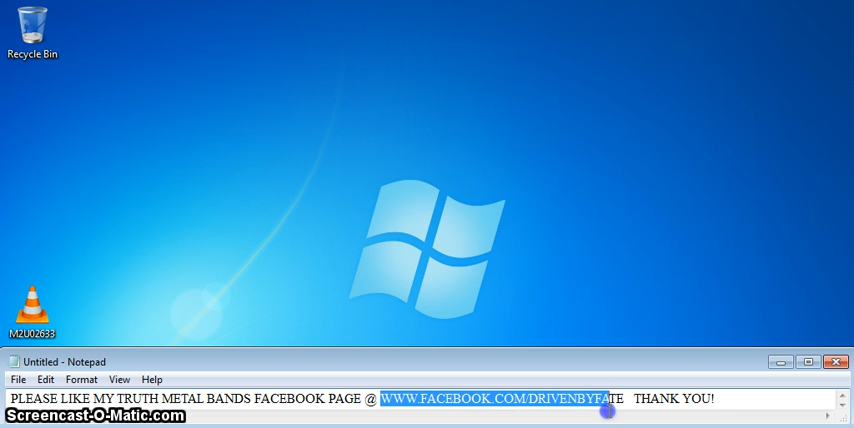 Recycle Bin
M2U02633
Untitled - Notepad
File Edit Format View Help
PLEASE LIKE MY TRUTH METAL BANDS FACEBOOK PAGE @ WWW.FACEBOOK.COM/DRIVENBYFATE THANK YOU!
Screencast-O-Matic.com